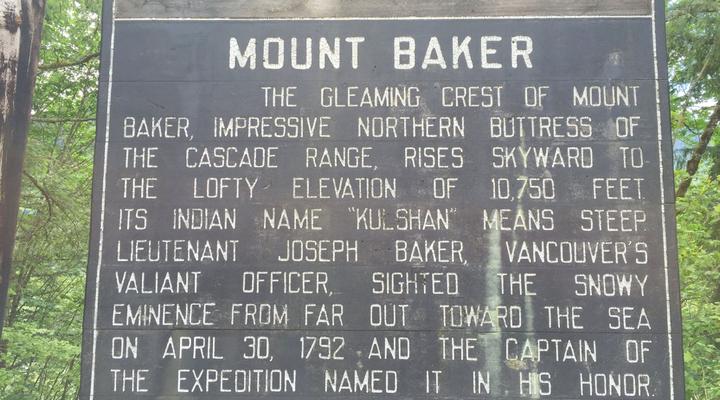 MOUNT BAKER
THE GLEAMING CREST OF MOUNT
BAKER, IMPRESSIVE NORTHERN BUTTRESS OF
THE CASCADE RANGE, RISES SKYWARD TO
THE LOFTY ELEVATION OF 10,750 FEET
ITS INDIAN NAME "KULSHAN" MEANS STEEP.
LIEUTENANT JOSEPH BAKER, VANCOUVER'S
VALIANT OFFICER, SIGHTED THE SNOWY
EMINENCE FROM FAR OUT TOWARD THE SEA
ON APRIL 30, 1792 AND THE CAPTAIN OF
THE EXPEDITION NAMED IT IN HIS HONOR.